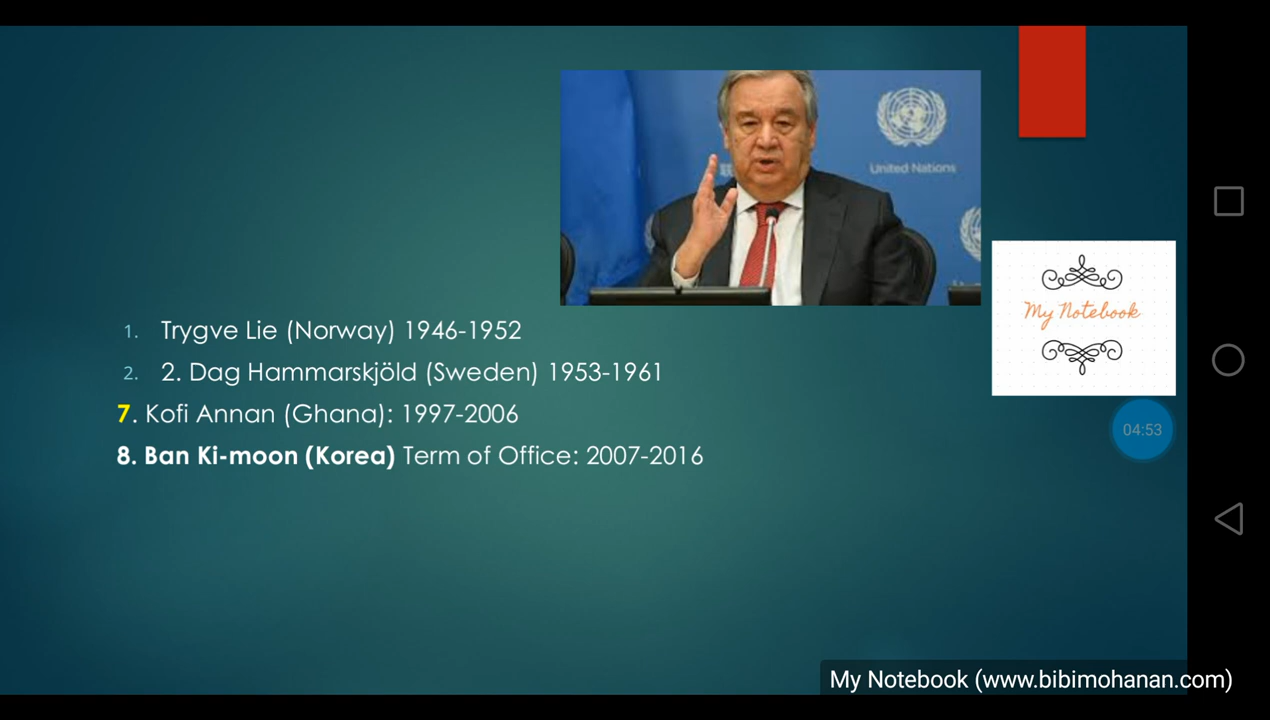 United Nations
My Notebook
1. Trygve Lie (Norway) 1946-1952
2. 2. Dag Hammarskjöld (Sweden) 1953-1961
7. Kofi Annan (Ghana): 1997-2006
8. Ban Ki-moon (Korea) Term of Office: 2007-2016
04:53
My Notebook (www.bibimohanan.com)